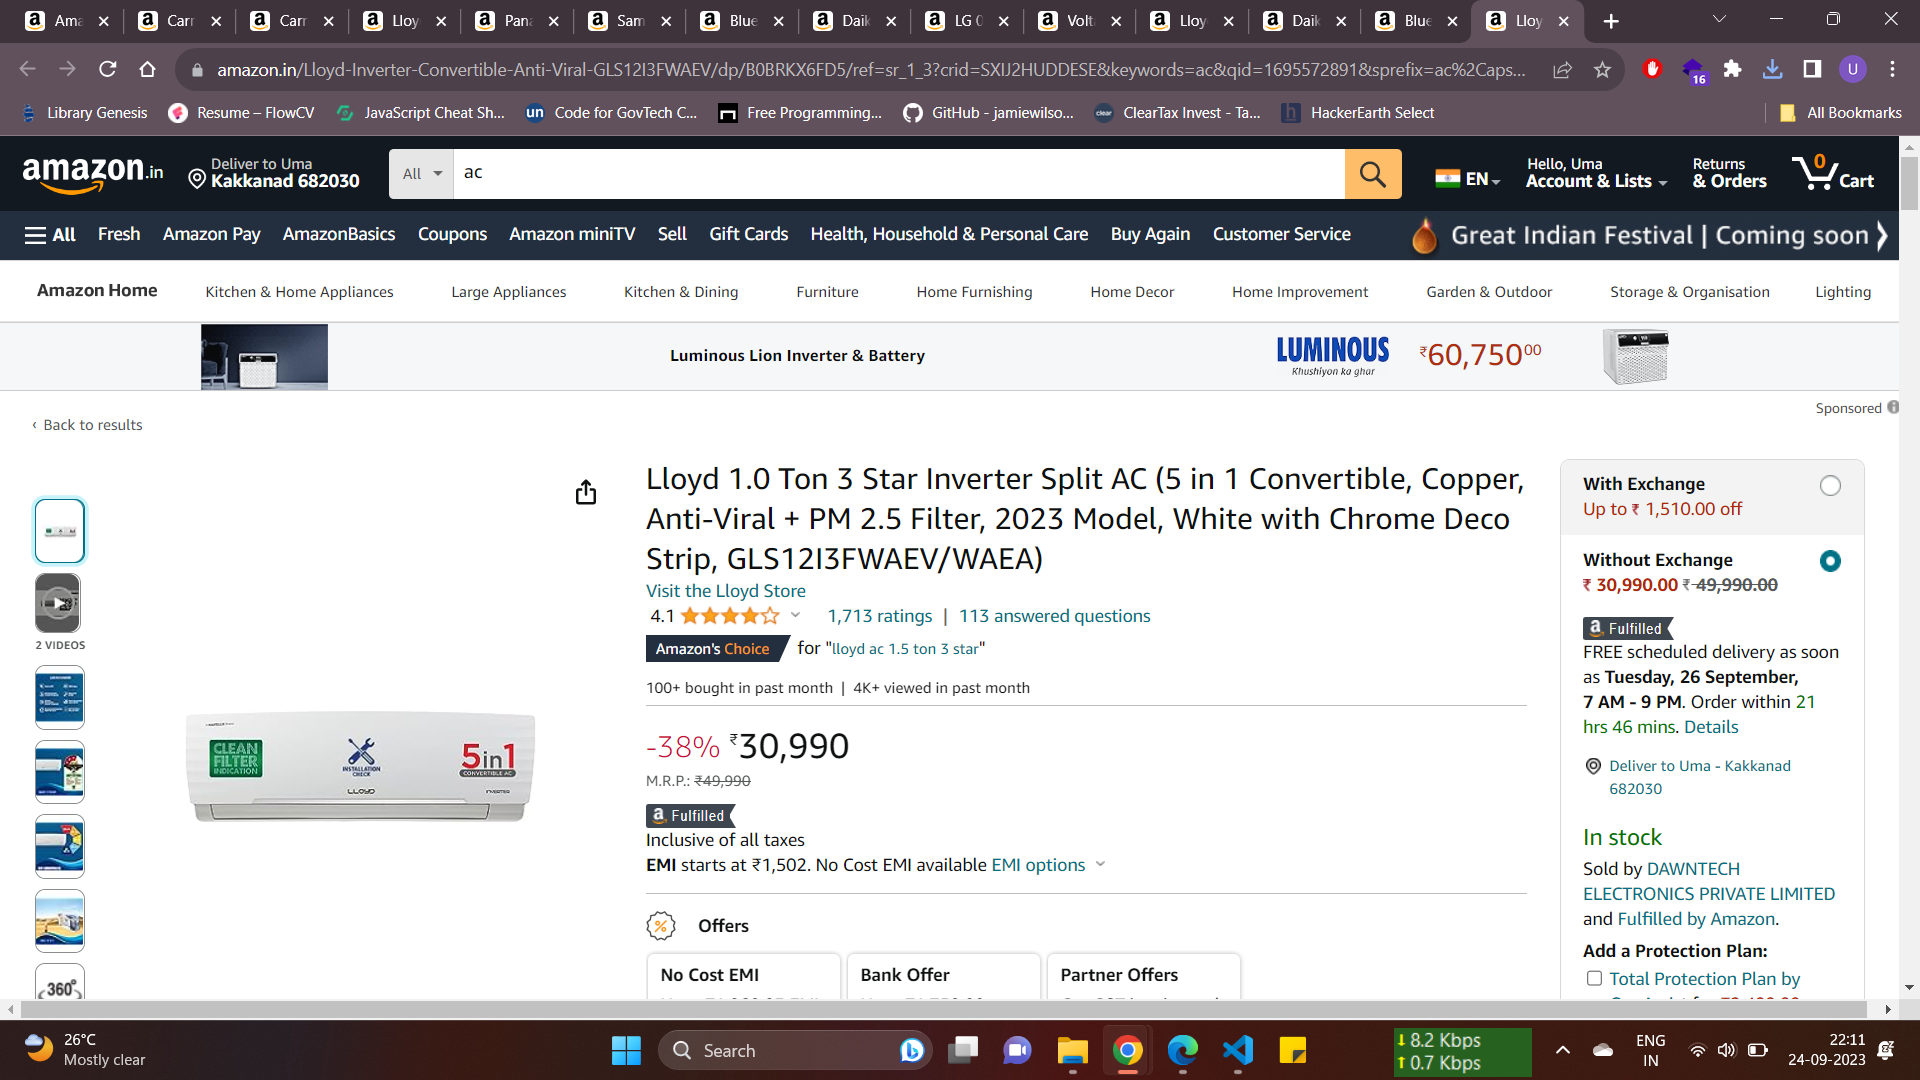 Ama
Carr
Carr
Lloy
Pana
Sam
Blue
Daik
LG 0
Volta
Lloy
Daik
Blue
Lloy
amazon.in/Lloyd-Inverter-Convertible-Anti-Viral-GLS12I3FWAEV/dp/B0BRKX6FD5/ref=sr_1_3?crid=SXIJ2HUDDESE&keywords=ac&qid=1695572891&sprefix=ac%2Caps...
16
U
Library Genesis
Resume – FlowCV
JavaScript Cheat Sh...
un Code for GovTech C...
Free Programming...
GitHub - jamiewilso...
clear ClearTax Invest - Ta...
h HackerEarth Select
All Bookmarks
amazon.in
Deliver to Uma
Kakkanad 682030
All
ac
EN
Hello, Uma
Account & Lists
Returns
& Orders
0
Cart
All
Fresh
Amazon Pay
AmazonBasics
Coupons
Amazon miniTV
Sell
Gift Cards
Health, Household & Personal Care
Buy Again
Customer Service
Great Indian Festival | Coming soon
Amazon Home
Kitchen & Home Appliances
Large Appliances
Kitchen & Dining
Furniture
Home Furnishing
Home Decor
Home Improvement
Garden & Outdoor
Storage & Organisation
Lighting
Luminous Lion Inverter & Battery
LUMINOUS
Khushiyon ka ghar
₹60,75000
Sponsored
‹ Back to results
2 VIDEOS
360°
CLEAN
FILTER
INDICATION
INSTALLATION
CHECK
5in1
CONVERTIBLE AC
LLOYD
INVERTER
Lloyd 1.0 Ton 3 Star Inverter Split AC (5 in 1 Convertible, Copper,
Anti-Viral + PM 2.5 Filter, 2023 Model, White with Chrome Deco
Strip, GLS12I3FWAEV/WAEA)
Visit the Lloyd Store
4.1
1,713 ratings | 113 answered questions
Amazon's Choice for "lloyd ac 1.5 ton 3 star"
100+ bought in past month | 4K+ viewed in past month
-38% ₹30,990
M.R.P.: ₹49,990
a Fulfilled
Inclusive of all taxes
EMI starts at ₹1,502. No Cost EMI available EMI options
Offers
No Cost EMI
Bank Offer
Partner Offers
With Exchange
Up to ₹ 1,510.00 off
Without Exchange
₹ 30,990.00 ₹ 49,990.00
a Fulfilled
FREE scheduled delivery as soon
as Tuesday, 26 September,
7 AM - 9 PM. Order within 21
hrs 46 mins. Details
Deliver to Uma - Kakkanad
682030
In stock
Sold by DAWNTECH
ELECTRONICS PRIVATE LIMITED
and Fulfilled by Amazon.
Add a Protection Plan:
Total Protection Plan by
26°C
Mostly clear
Search
8.2 Kbps
0.7 Kbps
ENG
IN
22:11
24-09-2023